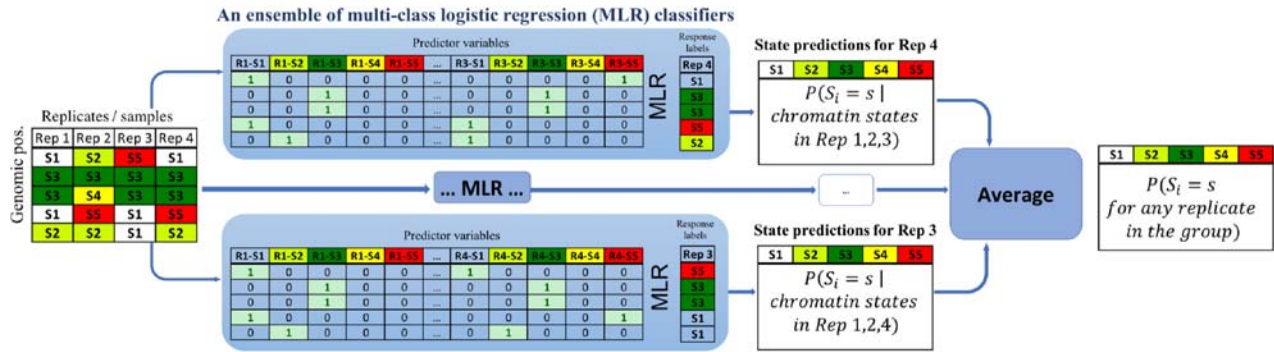 An ensemble of multi-class logistic regression (MLR) classifiers
Predictor variables
Response
labels
R1-S1 R1-S2 R1-S3 R1-S4 R1-S5 ... R3-S1 R3-S2 R3-S3 R3-S4 R3-S5
Rep 4
1 0 0 0 0 ... 0 0 0 0 1
S1
0 0 1 0 0 ... 0 0 1 0 0
S3
0 0 1 0 0 ... 0 0 1 0 0
S3
1 0 0 0 0 ... 1 0 0 0 0
S5
0 1 0 0 0 ... 1 0 0 0 0
S2
MLR
State predictions for Rep 4
S1 S2 S3 S4 S5
P(S_i = s |
chromatin states
in Rep 1,2,3)
Replicates / samples
Genomic pos.
Rep 1 Rep 2 Rep 3 Rep 4
S1 S2 S5 S1
S3 S3 S3 S3
S3 S4 S3 S3
S1 S5 S1 S5
S2 S2 S1 S2
... MLR ...
...
Average
S1 S2 S3 S4 S5
P(S_i = s
for any replicate
in the group)
Predictor variables
Response
labels
R1-S1 R1-S2 R1-S3 R1-S4 R1-S5 ... R4-S1 R4-S2 R4-S3 R4-S4 R4-S5
Rep 3
1 0 0 0 0 ... 1 0 0 0 0
S5
0 0 1 0 0 ... 0 0 1 0 0
S3
0 0 1 0 0 ... 0 0 1 0 0
S3
1 0 0 0 0 ... 0 0 0 0 1
S1
0 1 0 0 0 ... 0 1 0 0 0
S1
MLR
State predictions for Rep 3
S1 S2 S3 S4 S5
P(S_i = s |
chromatin states
in Rep 1,2,4)